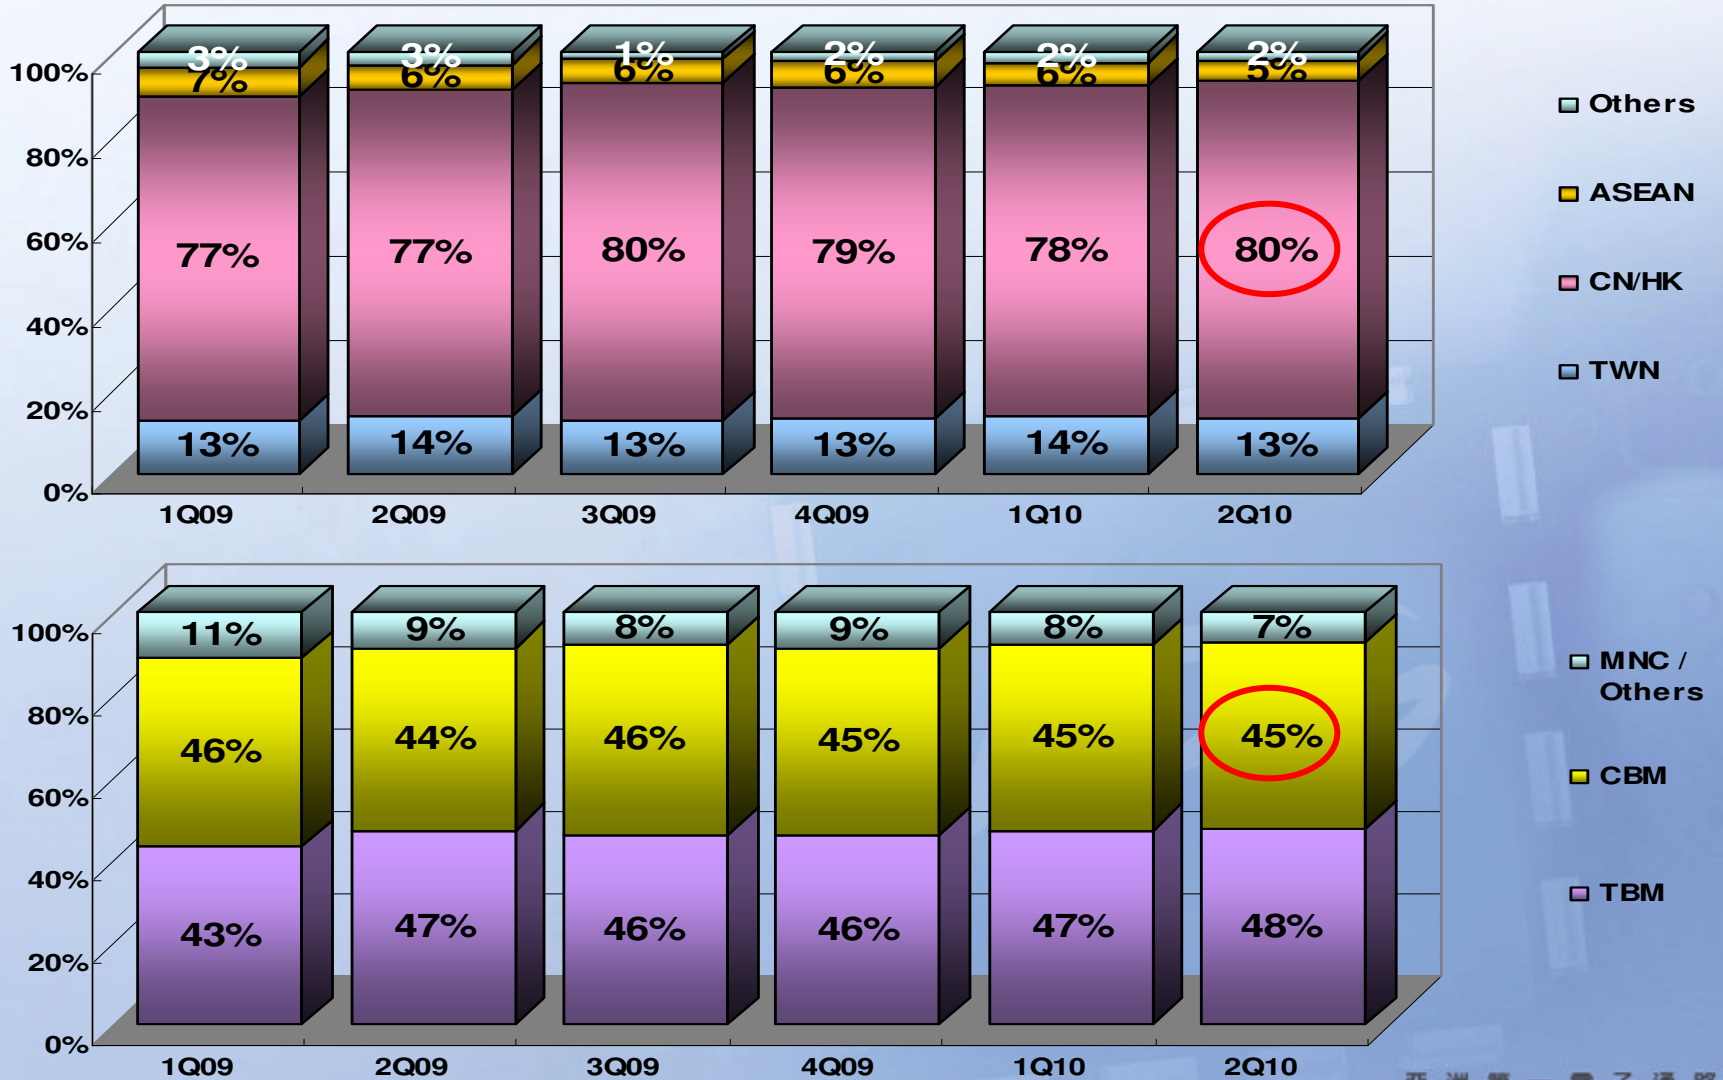 3% 3% 1% 2% 2% 2%
100% 7% 6% 6% 6% 6% 5%
Others
80%
ASEAN
60% 77% 77% 80% 79% 78% 80%
CN/HK
40%
TWN
20%
13% 14% 13% 13% 14% 13%
0%
1Q09 2Q09 3Q09 4Q09 1Q10 2Q10
100% 11% 9% 8% 9% 8% 7%
MNC /
Others
80%
46% 44% 46% 45% 45% 45%
CBM
60%
40%
TBM
43% 47% 46% 46% 47% 48%
20%
0%
1Q09 2Q09 3Q09 4Q09 1Q10 2Q10